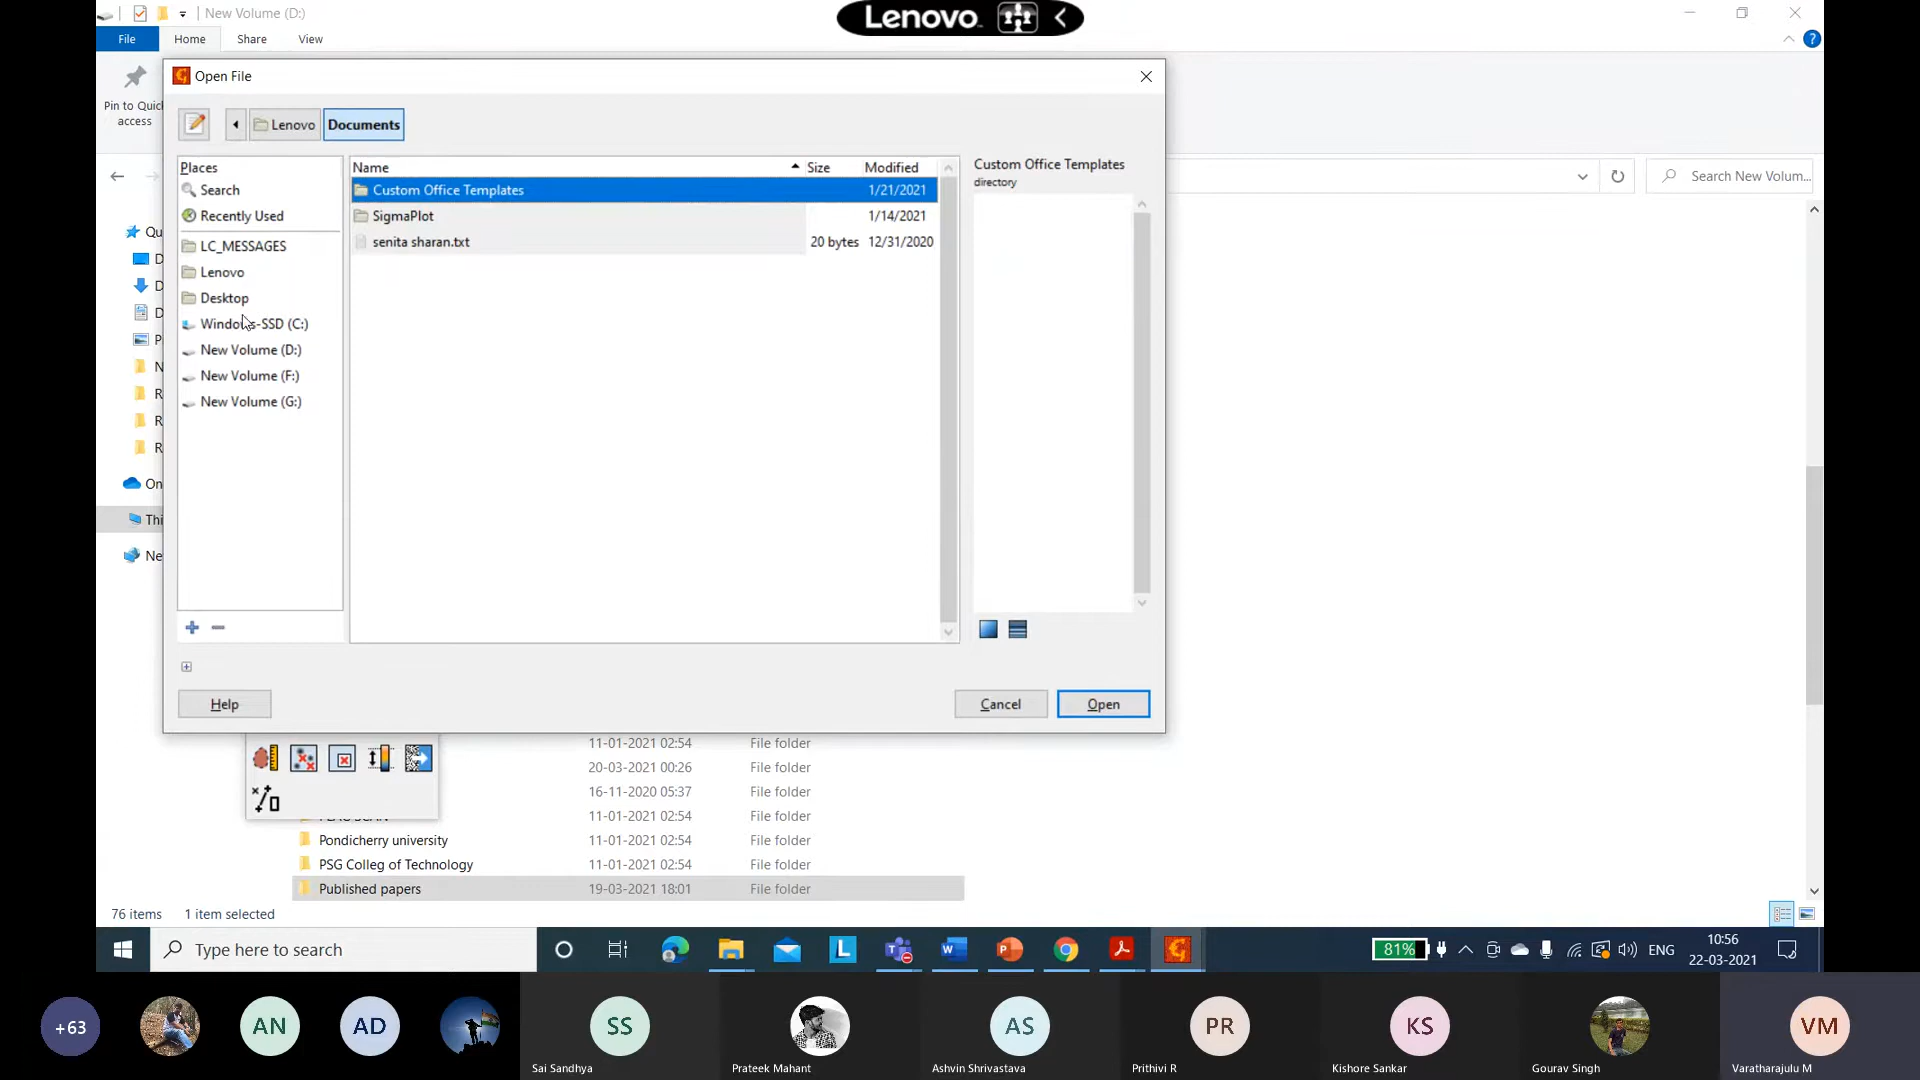 New Volume (D:)
Lenovo
File Home Share View
Open File
Pin to Quick
access
Lenovo Documents
Places
Search
Recently Used
LC_MESSAGES
Lenovo
Desktop
Windows-SSD (C:)
New Volume (D:)
New Volume (F:)
New Volume (G:)
Name Size Modified
Custom Office Templates 1/21/2021
SigmaPlot 1/14/2021
senita sharan.txt 20 bytes 12/31/2020
Custom Office Templates
directory
Search New Volum...
Qu
D
D
D
P
N
R
R
R
On
Thi
Ne
Help Cancel Open
11-01-2021 02:54 File folder
20-03-2021 00:26 File folder
16-11-2020 05:37 File folder
11-01-2021 02:54 File folder
Pondicherry university 11-01-2021 02:54 File folder
PSG Colleg of Technology 11-01-2021 02:54 File folder
Published papers 19-03-2021 18:01 File folder
76 items 1 item selected
Type here to search
81% ENG
10:56
22-03-2021
+63 AN AD SS AS PR KS VM
Sai Sandhya Prateek Mahant Ashvin Shrivastava Prithivi R Kishore Sankar Gourav Singh Varatharajulu M